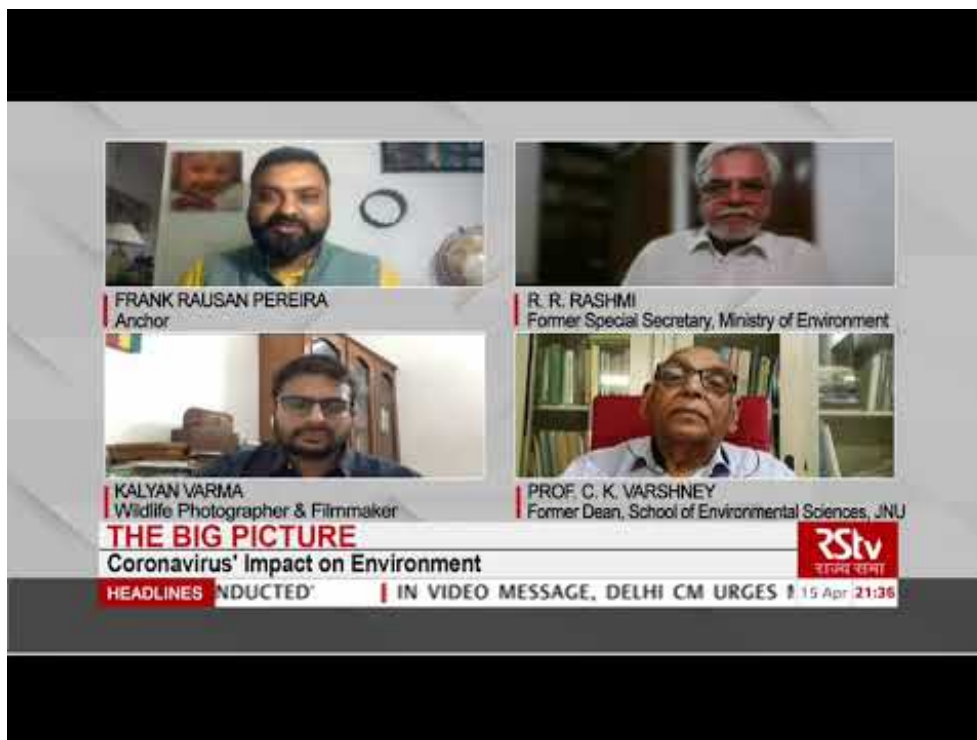 FRANK RAUSAN PEREIRA
Anchor
R. R. RASHMI
Former Special Secretary, Ministry of Environment
KALYAN VARMA
Wildlife Photographer & Filmmaker
PROF. C. K. VARSHNEY
Former Dean, School of Environmental Sciences, JNU
THE BIG PICTURE
Coronavirus' Impact on Environment
RStv
राज्य सभा
HEADLINES NDUCTED' IN VIDEO MESSAGE, DELHI CM URGES 15 Apr 21:36